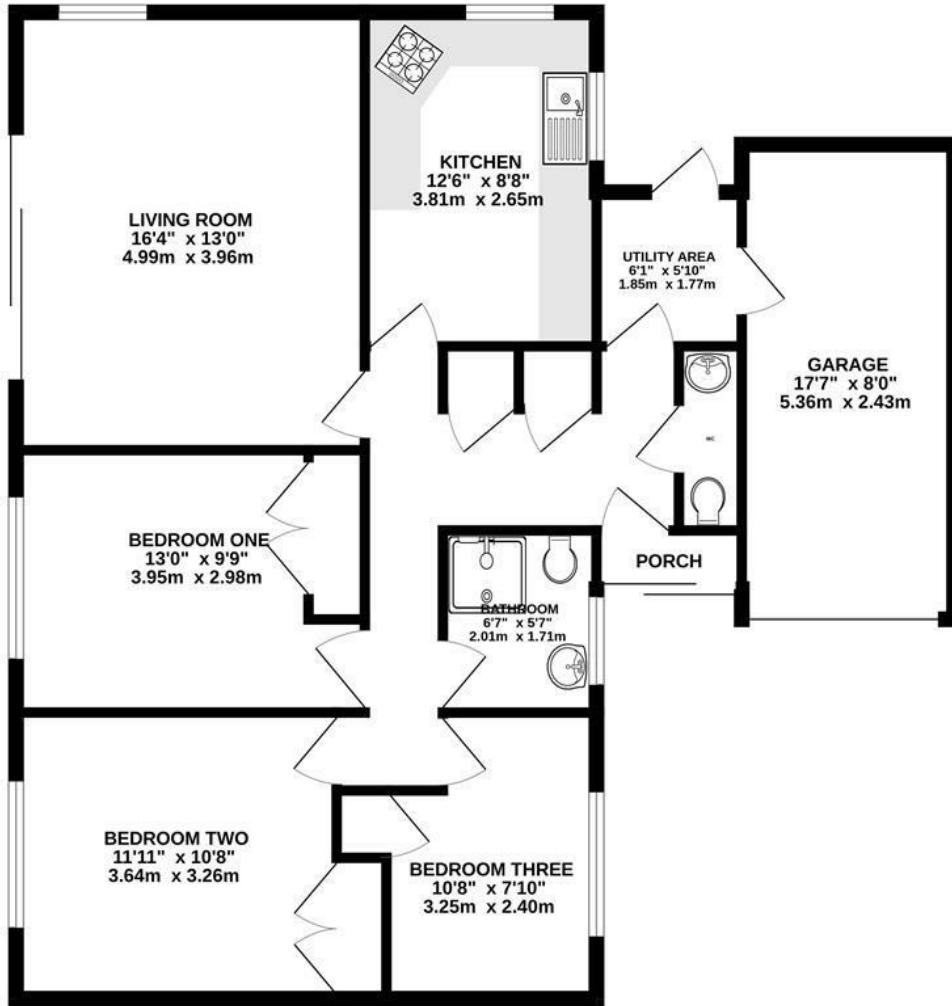 LIVING ROOM
16'4" x 13'0"
4.99m x 3.96m
KITCHEN
12'6" x 8'8"
3.81m x 2.65m
UTILITY AREA
6'1" x 5'10"
1.85m x 1.77m
GARAGE
17'7" x 8'0"
5.36m x 2.43m
WC
BEDROOM ONE
13'0" x 9'9"
3.95m x 2.98m
PORCH
BATHROOM
6'7" x 5'7"
2.01m x 1.71m
BEDROOM TWO
11'11" x 10'8"
3.64m x 3.26m
BEDROOM THREE
10'8" x 7'10"
3.25m x 2.40m